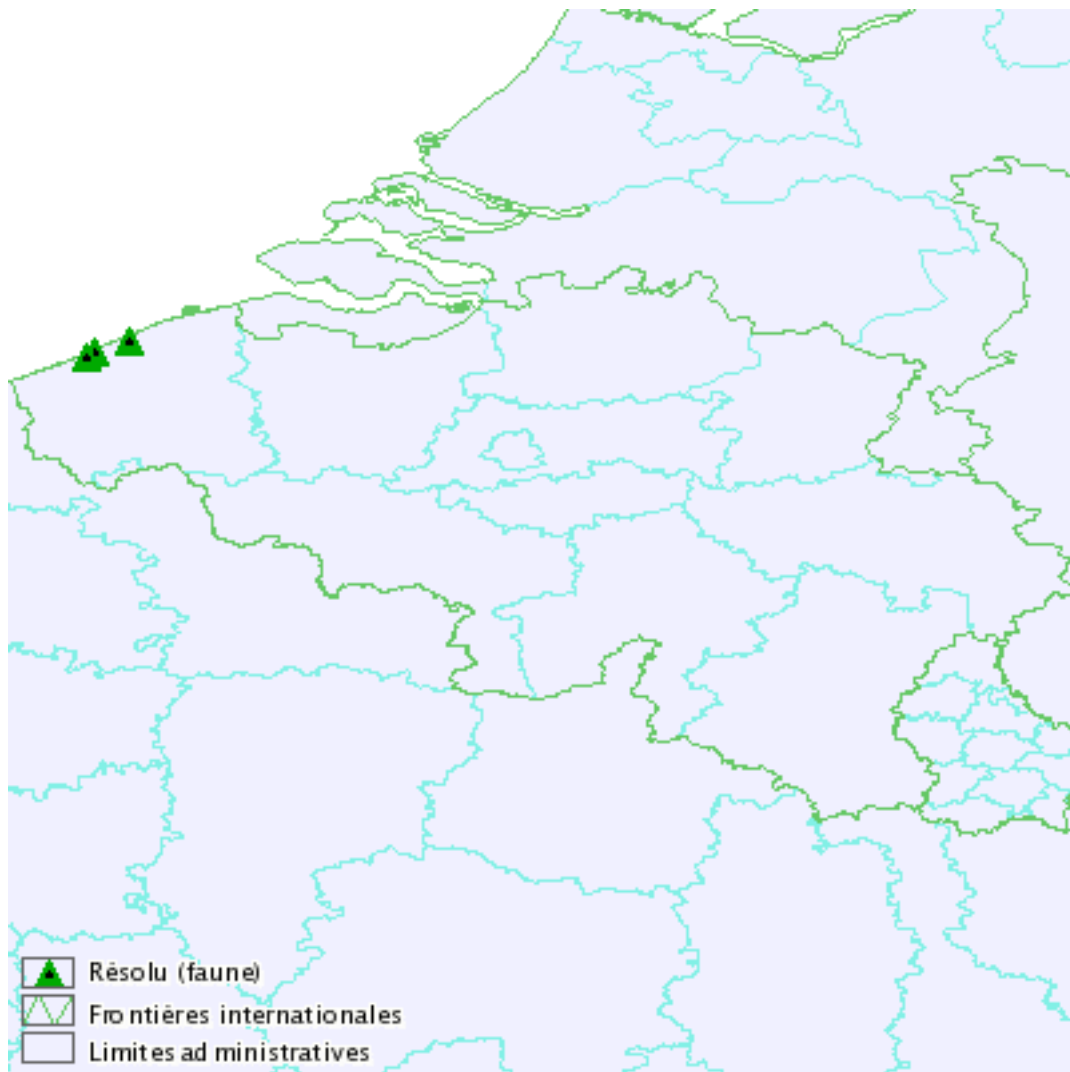 Résolu (faune)
Frontières internationales
Limites administratives